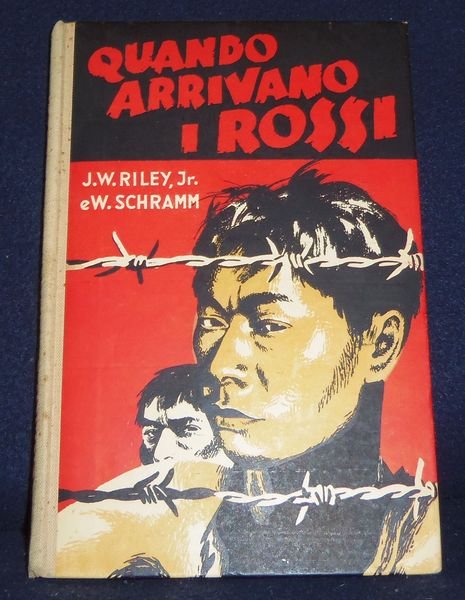 QUANDO
ARRIVANO
I ROSSI
J.W. RILEY, Jr.
e W. SCHRAMM